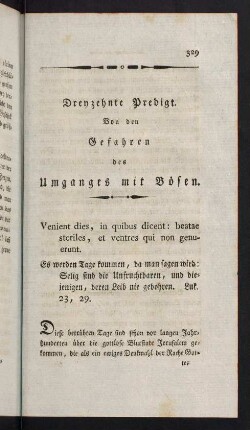 329
Dreyzehnte Predigt.
Von den
Gefahren
des
Umganges mit Bösen.
Venient dies, in quibus dicent: beatae
steriles, et ventres qui non genu-
erunt.
Es werden Tage kommen, da man sagen wird:
Selig sind die Unfruchtbaren, und die-
jenigen, deren Leib nie gebohren. Luk.
23, 29.
Diese betrübten Tage sind schon vor langen Jahr-
hunderten über die gottlose Blutstadt Jerusalem ge-
kommen, die als ein ewiges Denkmahl der Rache Got-
tes